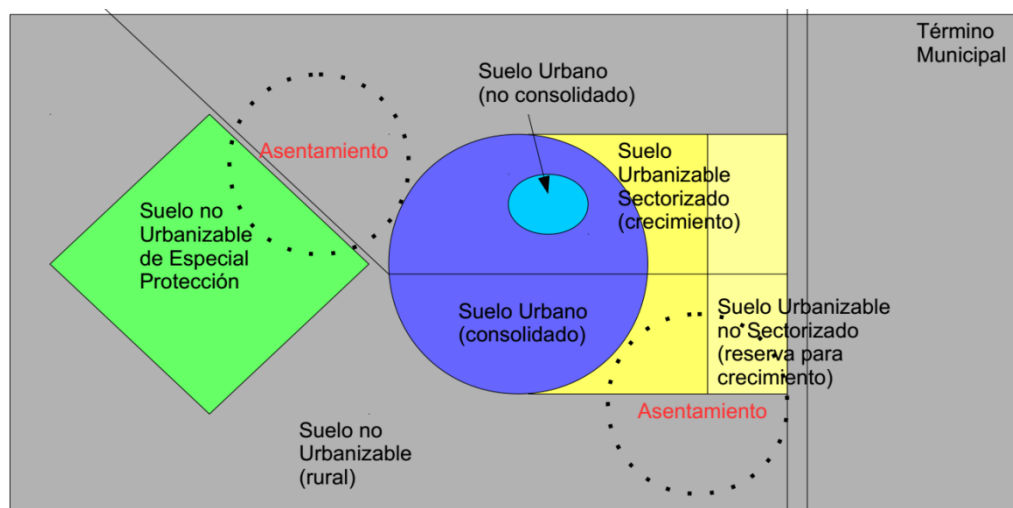 Término
Municipal
Suelo Urbano
(no consolidado)
Asentamiento
Suelo
Urbanizable
Sectorizado
(crecimiento)
Suelo no
Urbanizable
de Especial
Protección
Suelo Urbano
(consolidado)
Suelo Urbanizable
no Sectorizado
(reserva para
crecimiento)
Asentamiento
Suelo no
Urbanizable
(rural)